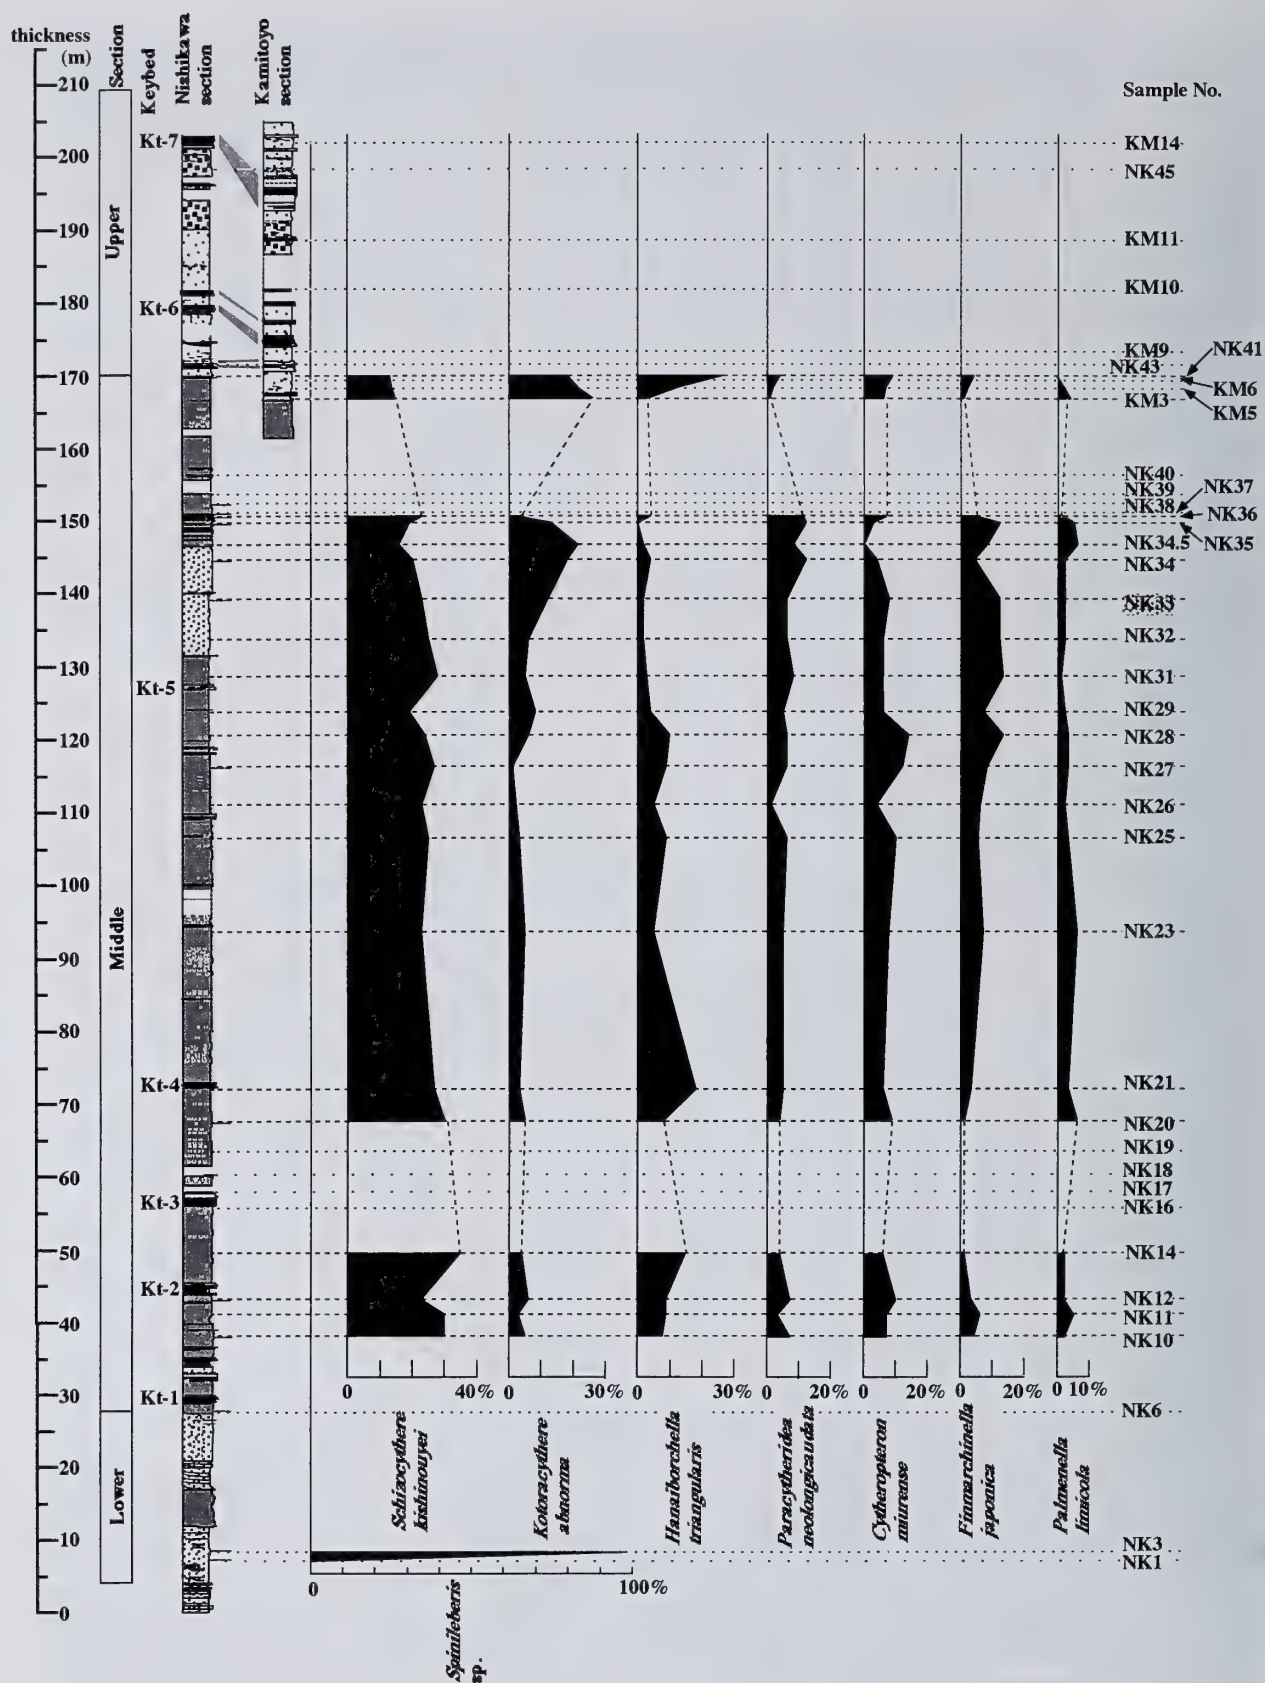 thickness
(m)
Section
Keybed
Nishikawa
section
Kamitoyo
section
Sample No.
210
200
190
180
170
160
150
140
130
120
110
100
90
80
70
60
50
40
30
20
10
0
Upper
Middle
Lower
Kt-7
Kt-6
Kt-5
Kt-4
Kt-3
Kt-2
Kt-1
KM14
NK45
KM11
KM10
KM9
NK41
NK43
KM6
KM3
KM5
NK40
NK39
NK37
NK38
NK36
NK34.5
NK35
NK34
NK33
NK32
NK31
NK29
NK28
NK27
NK26
NK25
NK23
NK21
NK20
NK19
NK18
NK17
NK16
NK14
NK12
NK11
NK10
NK6
NK3
NK1
0 40%
0 30%
0 30%
0 20%
0 20%
0 20%
0 10%
Schizocythere
kishinouyei
Kotoracythere
abnorma
Hanaiborchella
triangularis
Paracytheridea
neolongicaudata
Cytheropteron
miurense
Finmarchinella
japonica
Palmenella
limicola
0 100%
Spinileberis
sp.